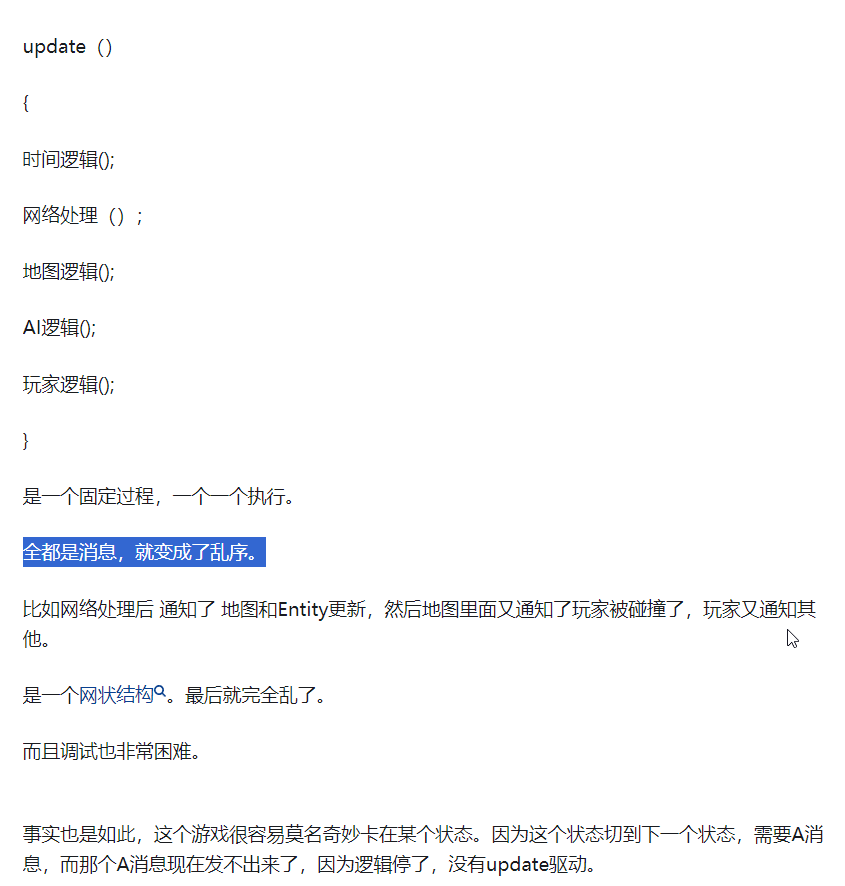 update（）
{
时间逻辑();
网络处理（）;
地图逻辑();
AI逻辑();
玩家逻辑();
}
是一个固定过程，一个一个执行。
全都是消息，就变成了乱序。
比如网络处理后 通知了 地图和Entity更新，然后地图里面又通知了玩家被碰撞了，玩家又通知其
他。
是一个网状结构。最后就完全乱了。
而且调试也非常困难。
事实也是如此，这个游戏很容易莫名奇妙卡在某个状态。因为这个状态切到下一个状态，需要A消
息，而那个A消息现在发不出来了，因为逻辑停了，没有update驱动。